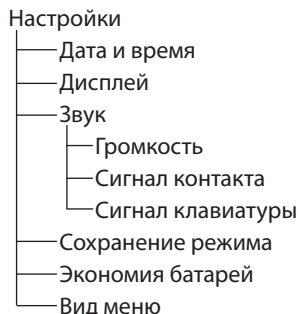 Настройки
Дата и время
Дисплей
Звук
Громкость
Сигнал контакта
Сигнал клавиатуры
Сохранение режима
Экономия батарей
Вид меню